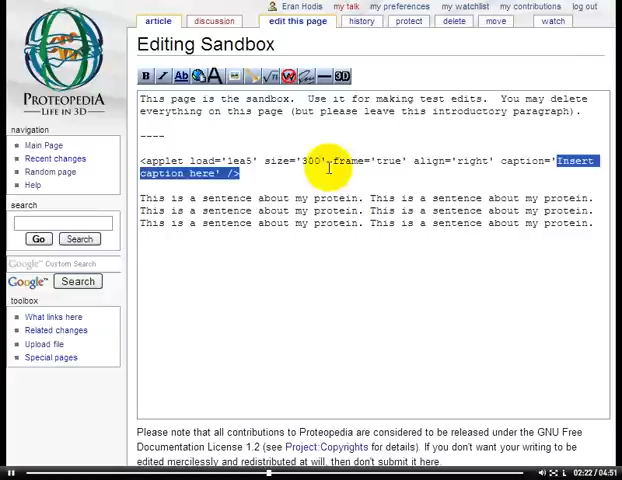 Eran Hodis my talk my preferences my watchlist my contributions log out
article discussion edit this page history protect delete move watch
Editing Sandbox
B I Ab A √n W 3D
This page is the sandbox. Use it for making test edits. You may delete
everything on this page (but please leave this introductory paragraph).
----
<applet load='1ea5' size='300' frame='true' align='right' caption='Insert
caption here' />
This is a sentence about my protein. This is a sentence about my protein.
This is a sentence about my protein. This is a sentence about my protein.
This is a sentence about my protein. This is a sentence about my protein.
PROTEOPEDIA
LIFE IN 3D
navigation
Main Page
Recent changes
Random page
Help
search
Go Search
Google™ Custom Search
Google™ Search
toolbox
What links here
Related changes
Upload file
Special pages
Please note that all contributions to Proteopedia are considered to be released under the GNU Free
Documentation License 1.2 (see Project:Copyrights for details). If you don't want your writing to be
edited mercilessly and redistributed at will, then don't submit it here.
02:22 / 04:51